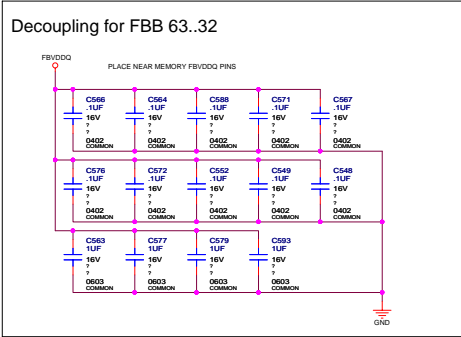 Decoupling for FBB 63..32
FBVDDQ
PLACE NEAR MEMORY FBVDDQ PINS
C566 C564 C588 C571 C567
.1UF .1UF .1UF .1UF .1UF
16V 16V 16V 16V 16V
? ? ? ? ?
? ? ? ? ?
0402 0402 0402 0402 0402
COMMON COMMON COMMON COMMON COMMON
C576 C572 C552 C549 C548
.1UF .1UF .1UF .1UF .1UF
16V 16V 16V 16V 16V
? ? ? ? ?
? ? ? ? ?
0402 0402 0402 0402 0402
COMMON COMMON COMMON COMMON COMMON
C563 C577 C579 C593
1UF 1UF 1UF 1UF
16V 16V 16V 16V
? ? ? ?
? ? ? ?
0603 0603 0603 0603
COMMON COMMON COMMON COMMON
GND